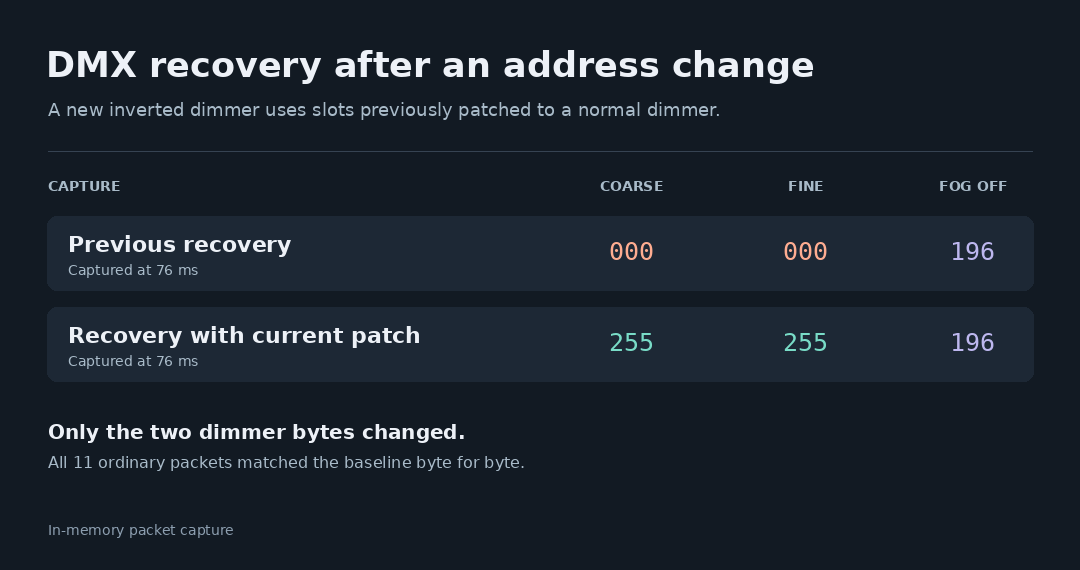 DMX recovery after an address change
A new inverted dimmer uses slots previously patched to a normal dimmer.
CAPTURE COARSE FINE FOG OFF
Previous recovery 000 000 196
Captured at 76 ms
Recovery with current patch 255 255 196
Captured at 76 ms
Only the two dimmer bytes changed.
All 11 ordinary packets matched the baseline byte for byte.
In-memory packet capture